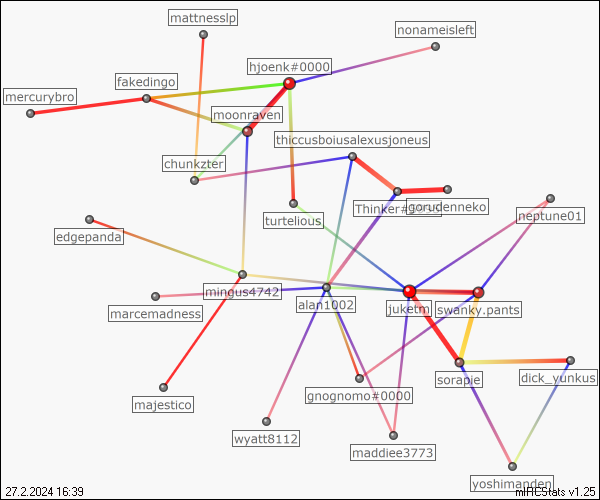 mattnesslp
nonameisleft
hjoenk#0000
fakedingo
mercurybro
moonraven
thiccusboiusalexusjoneus
chunkzter
gorudenneko
turtelious
neptune01
edgepanda
mingus4742
alan1002
marcemadness
juketm
swanky.pants
sorapie
dick_yunkus
gnognomo#0000
majestico
wyatt8112
maddiee3773
yoshimanden
27.2.2024 16:39
mIRCStats v1.25